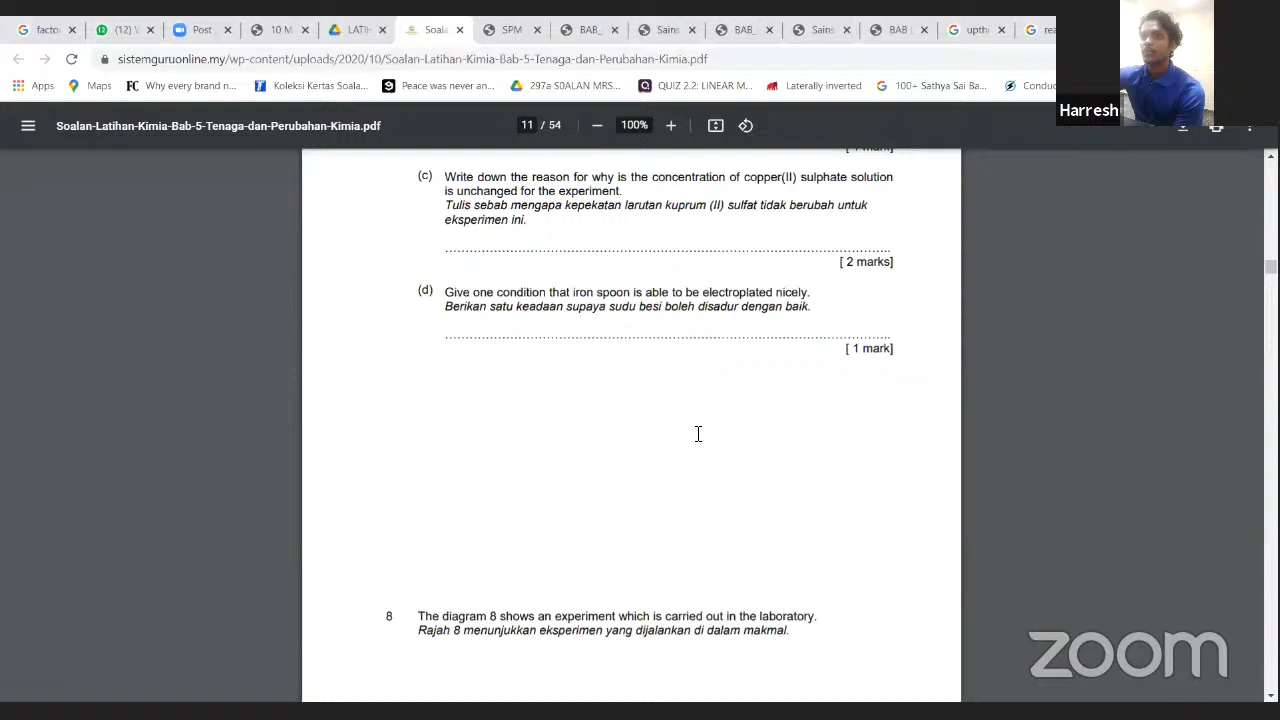 facto
(12) V
Post
10 M
LATIH
Soala
SPM
BAB_
Sains
BAB_
Sains
BAB
upth
rea
sistemguruonline.my/wp-content/uploads/2020/10/Soalan-Latihan-Kimia-Bab-5-Tenaga-dan-Perubahan-Kimia.pdf
Apps
Maps
FC Why every brand n...
Koleksi Kertas Soala...
Peace was never an...
297a S0ALAN MRS...
QUIZ 2.2: LINEAR M...
Laterally inverted
100+ Sathya Sai Ba...
Conduc
Harresh
Soalan-Latihan-Kimia-Bab-5-Tenaga-dan-Perubahan-Kimia.pdf
11 / 54
100%
(c) Write down the reason for why is the concentration of copper(II) sulphate solution
is unchanged for the experiment.
Tulis sebab mengapa kepekatan larutan kuprum (II) sulfat tidak berubah untuk
eksperimen ini.
[ 2 marks]
(d) Give one condition that iron spoon is able to be electroplated nicely.
Berikan satu keadaan supaya sudu besi boleh disadur dengan baik.
[ 1 mark]
8 The diagram 8 shows an experiment which is carried out in the laboratory.
Rajah 8 menunjukkan eksperimen yang dijalankan di dalam makmal.
zoom